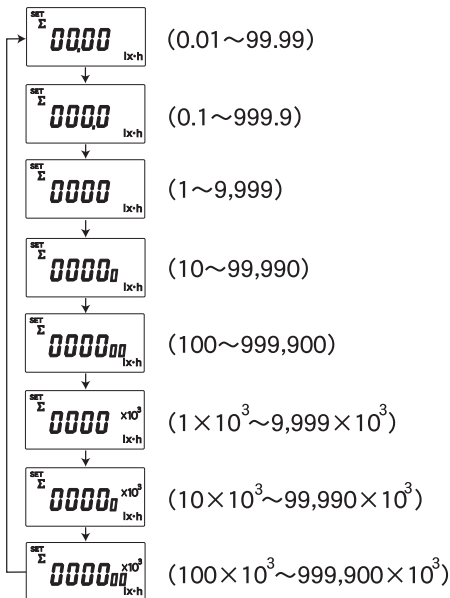 SET
Σ
00.00
lx·h
(0.01～99.99)
SET
Σ
000.0
lx·h
(0.1～999.9)
SET
Σ
0000
lx·h
(1～9,999)
SET
Σ
00000
lx·h
(10～99,990)
SET
Σ
000000
lx·h
(100～999,900)
SET
Σ
0000 ×10³
lx·h
(1×10³～9,999×10³)
SET
Σ
00000 ×10³
lx·h
(10×10³～99,990×10³)
SET
Σ
000000 ×10³
lx·h
(100×10³～999,900×10³)